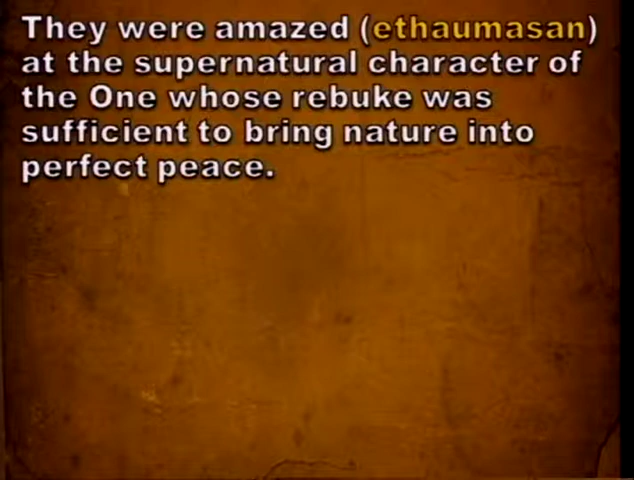 They were amazed (ethaumasan)
at the supernatural character of
the One whose rebuke was
sufficient to bring nature into
perfect peace.